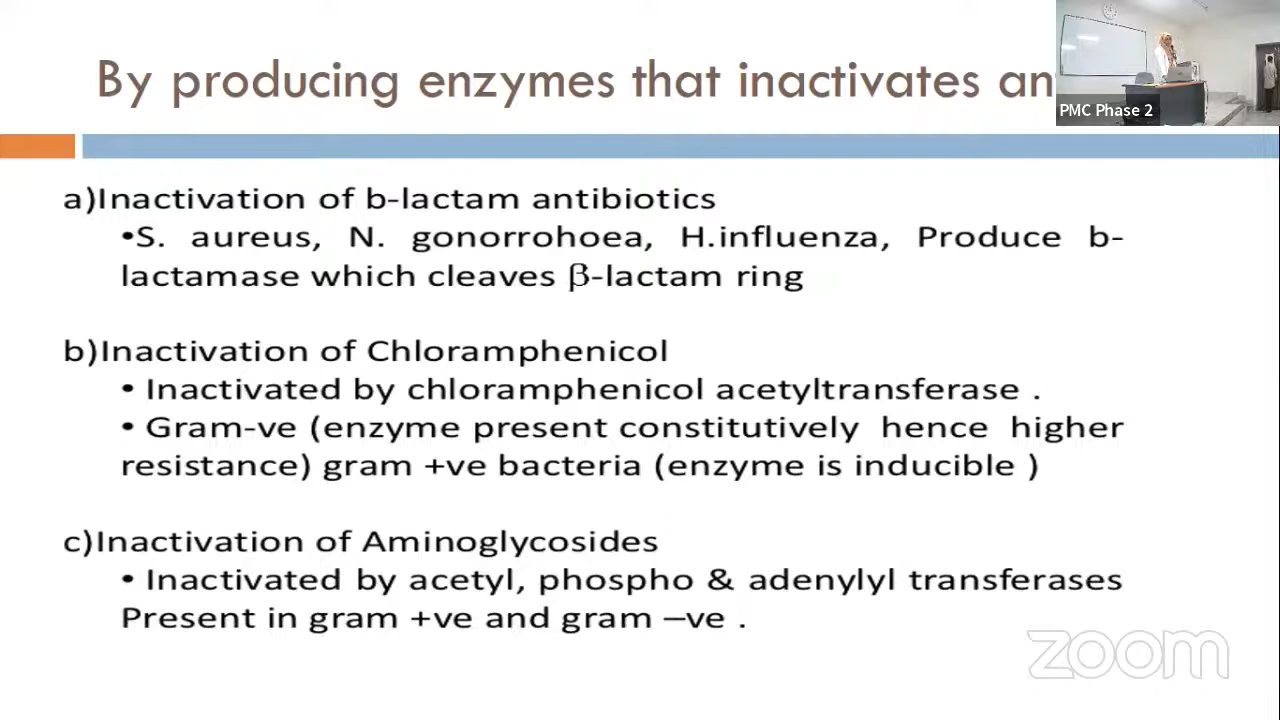 By producing enzymes that inactivates an
PMC Phase 2
a)Inactivation of b-lactam antibiotics
•S. aureus, N. gonorrohoea, H.influenza, Produce b-
lactamase which cleaves β-lactam ring
b)Inactivation of Chloramphenicol
• Inactivated by chloramphenicol acetyltransferase .
• Gram-ve (enzyme present constitutively hence higher
resistance) gram +ve bacteria (enzyme is inducible )
c)Inactivation of Aminoglycosides
• Inactivated by acetyl, phospho & adenylyl transferases
Present in gram +ve and gram –ve .
zoom